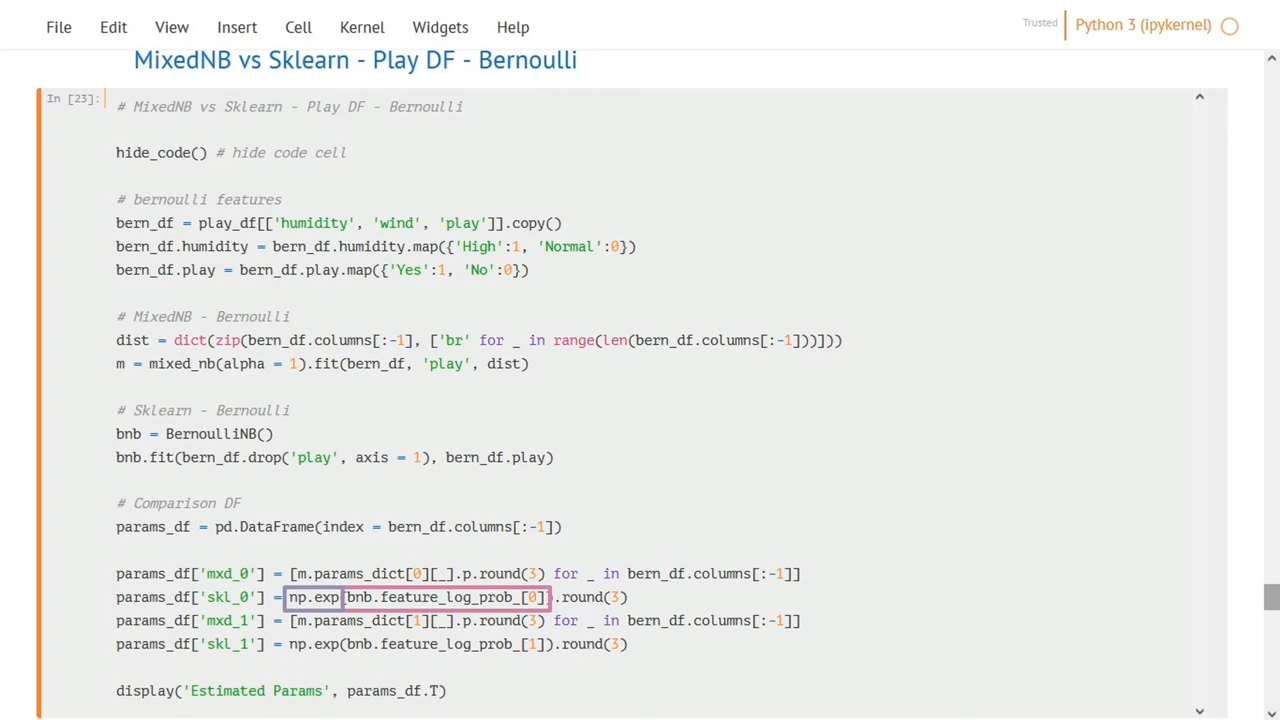 File Edit View Insert Cell Kernel Widgets Help Trusted Python 3 (ipykernel)
MixedNB vs Sklearn - Play DF - Bernoulli
In [23]:
# MixedNB vs Sklearn - Play DF - Bernoulli
hide_code() # hide code cell
# bernoulli features
bern_df = play_df[['humidity', 'wind', 'play']].copy()
bern_df.humidity = bern_df.humidity.map({'High':1, 'Normal':0})
bern_df.play = bern_df.play.map({'Yes':1, 'No':0})
# MixedNB - Bernoulli
dist = dict(zip(bern_df.columns[:-1], ['br' for _ in range(len(bern_df.columns[:-1]))]))
m = mixed_nb(alpha = 1).fit(bern_df, 'play', dist)
# Sklearn - Bernoulli
bnb = BernoulliNB()
bnb.fit(bern_df.drop('play', axis = 1), bern_df.play)
# Comparison DF
params_df = pd.DataFrame(index = bern_df.columns[:-1])
params_df['mxd_0'] = [m.params_dict[0][_].p.round(3) for _ in bern_df.columns[:-1]]
params_df['skl_0'] = np.exp(bnb.feature_log_prob_[0]).round(3)
params_df['mxd_1'] = [m.params_dict[1][_].p.round(3) for _ in bern_df.columns[:-1]]
params_df['skl_1'] = np.exp(bnb.feature_log_prob_[1]).round(3)
display('Estimated Params', params_df.T)